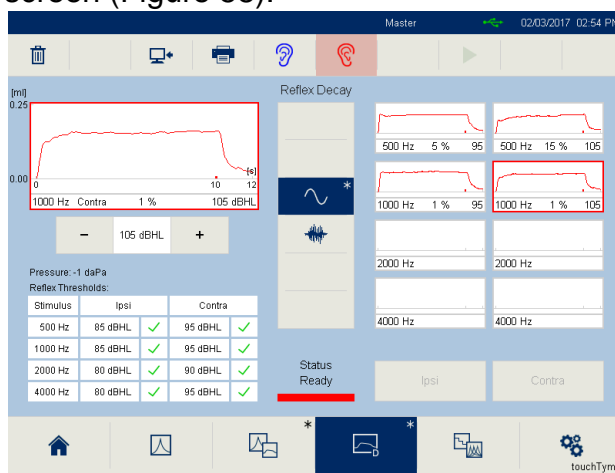 screen (Figure 38).
Master 02/03/2017 02:54 PM
Reflex Decay
[ml]
0.25
0.00
0 10 12
[s]
1000 Hz Contra 1 % 105 dBHL
- 105 dBHL +
Pressure: -1 daPa
Reflex Thresholds:
Stimulus Ipsi Contra
500 Hz 85 dBHL 95 dBHL
1000 Hz 85 dBHL 95 dBHL
2000 Hz 80 dBHL 90 dBHL
4000 Hz 80 dBHL 95 dBHL
*
Status
Ready
500 Hz 5 % 95
500 Hz 15 % 105
1000 Hz 1 % 95
1000 Hz 1 % 105
2000 Hz
2000 Hz
4000 Hz
4000 Hz
Ipsi Contra
* *
D
touchTym